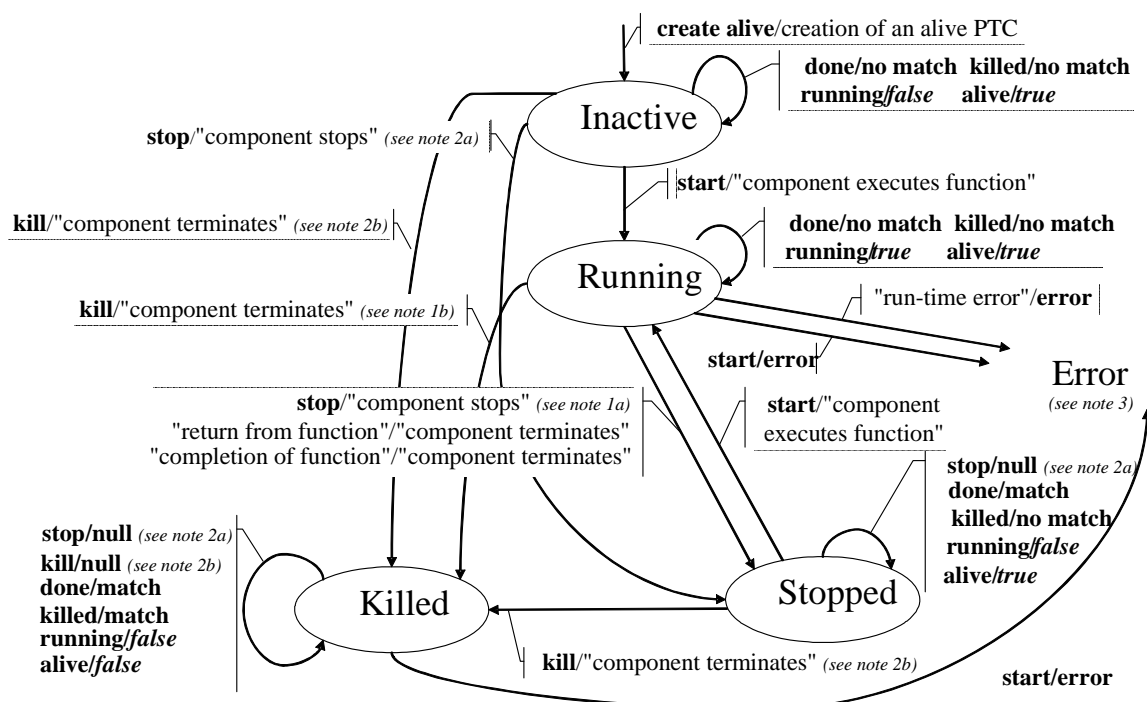 create alive/creation of an alive PTC
done/no match killed/no match
running/false alive/true
Inactive
stop/"component stops" (see note 2a)
start/"component executes function"
kill/"component terminates" (see note 2b)
done/no match killed/no match
running/true alive/true
Running
kill/"component terminates" (see note 1b)
"run-time error"/error
start/error
Error
(see note 3)
stop/"component stops" (see note 1a)
"return from function"/"component terminates"
"completion of function"/"component terminates"
start/"component
executes function"
stop/null (see note 2a)
done/match
killed/no match
running/false
alive/true
stop/null (see note 2a)
kill/null (see note 2b)
done/match
killed/match
running/false
alive/false
Killed
Stopped
kill/"component terminates" (see note 2b)
start/error